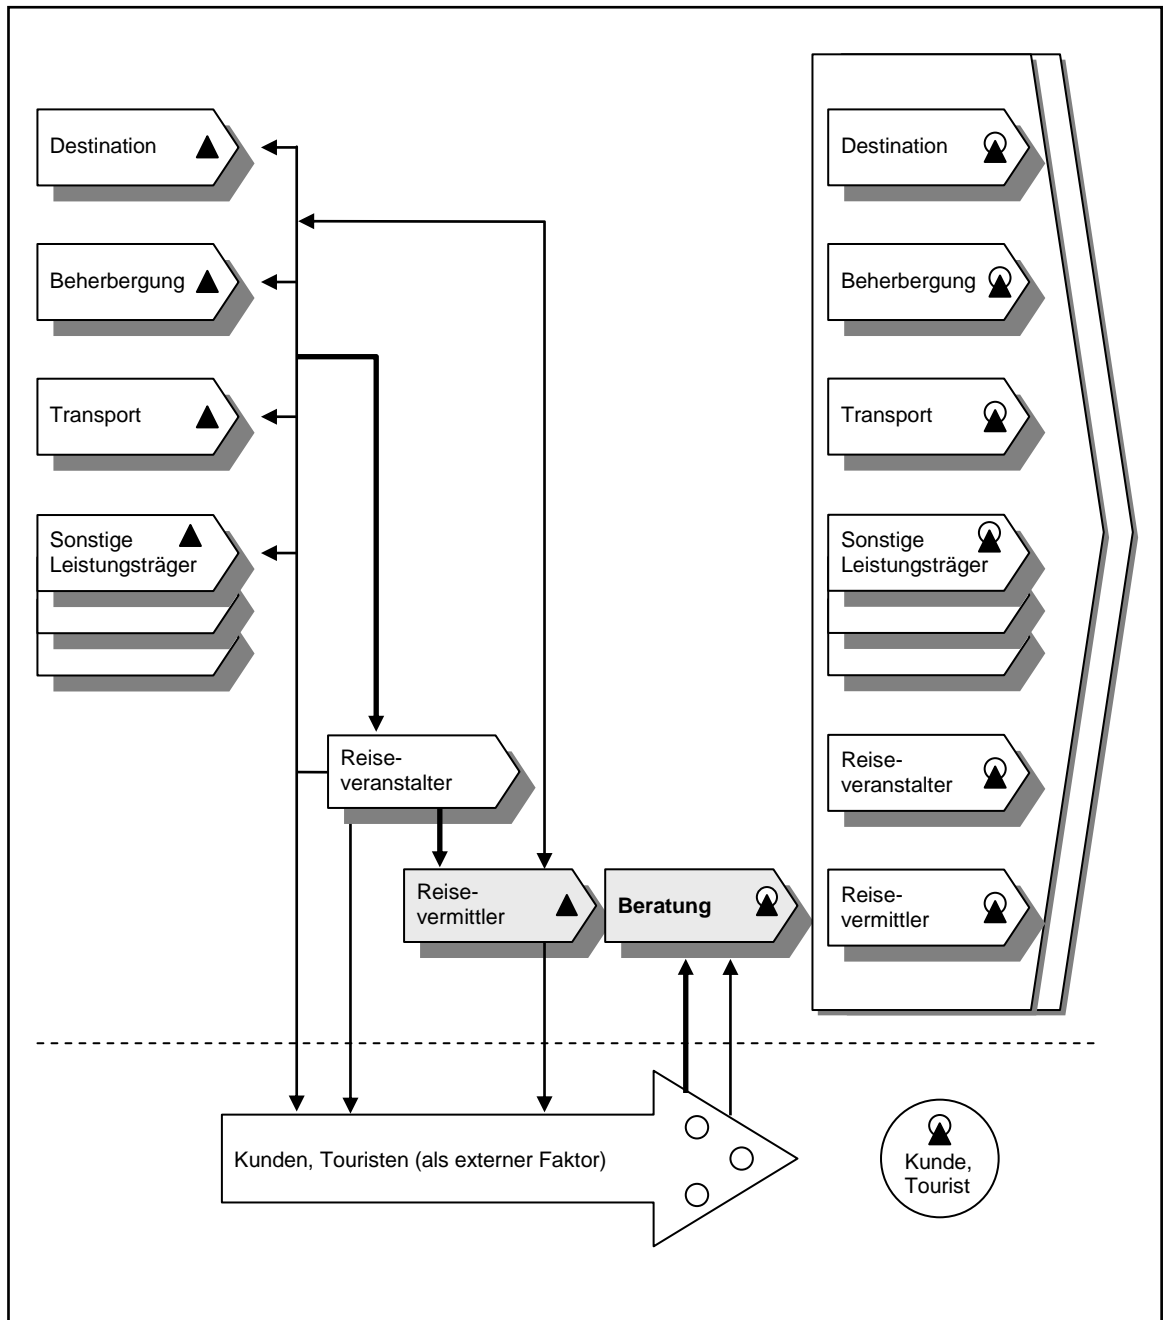 Destination
Beherbergung
Transport
Sonstige
Leistungsträger
Reise-
veranstalter
Reise-
vermittler
Beratung
Destination
Beherbergung
Transport
Sonstige
Leistungsträger
Reise-
veranstalter
Reise-
vermittler
Kunden, Touristen (als externer Faktor)
Kunde,
Tourist